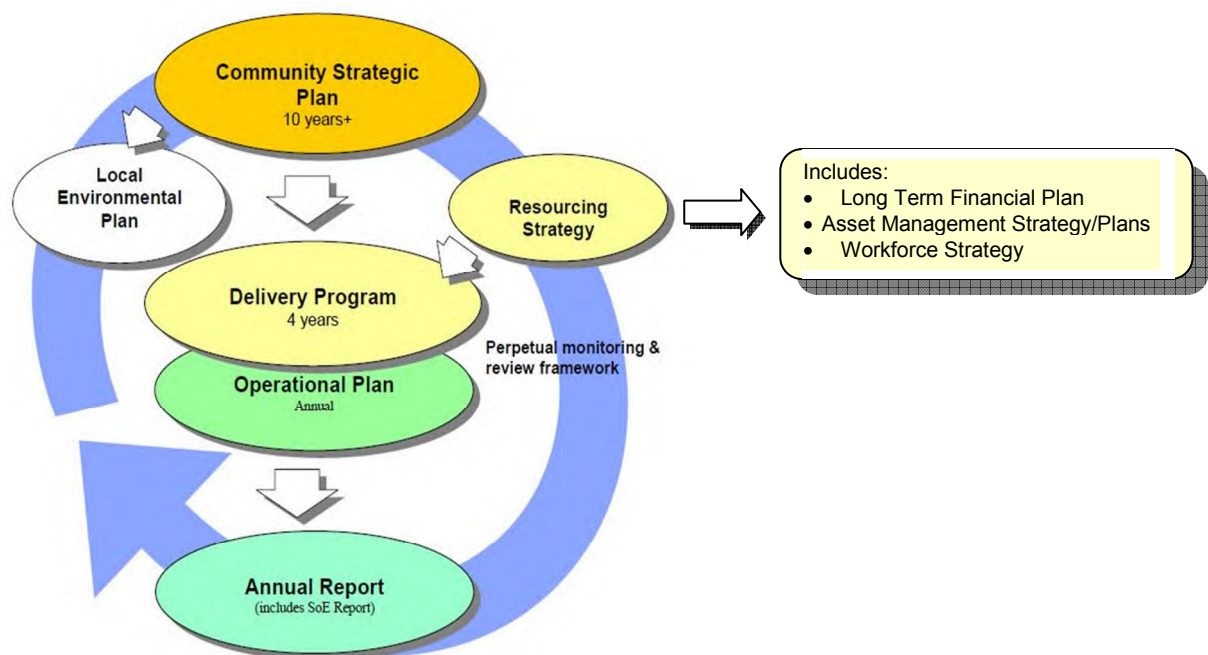 Community Strategic
Plan
10 years+
Local
Environmental
Plan
Resourcing
Strategy
Includes:
• Long Term Financial Plan
• Asset Management Strategy/Plans
• Workforce Strategy
Delivery Program
4 years
Perpetual monitoring &
review framework
Operational Plan
Annual
Annual Report
(includes SoE Report)